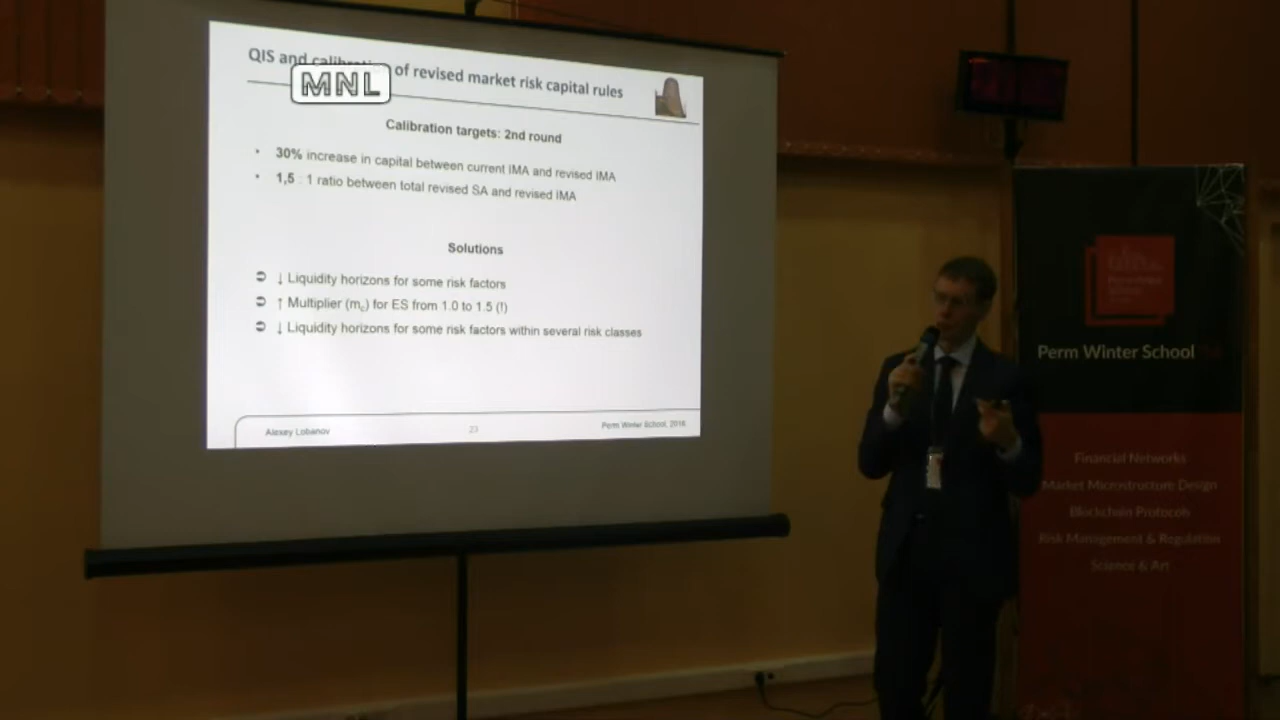 QIS and calibration of revised market risk capital rules
MNL
Calibration targets: 2nd round
• 30% increase in capital between current IMA and revised IMA
• 1,5 : 1 ratio between total revised SA and revised IMA
Solutions
➲ ↓ Liquidity horizons for some risk factors
➲ ↑ Multiplier (mc) for ES from 1.0 to 1.5 (!)
➲ ↓ Liquidity horizons for some risk factors within several risk classes
Alexey Lobanov
23
Perm Winter School, 2016
Perm Winter School
Financial Networks
Market Microstructure Design
Blockchain Protocols
Risk Management & Regulation
Science & Art